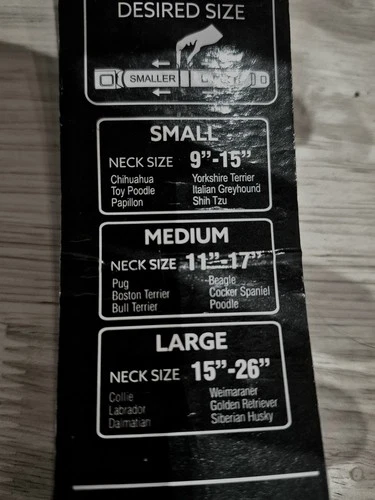 DESIRED SIZE
SMALLER
SMALL
NECK SIZE 9”-15”
Chihuahua Yorkshire Terrier
Toy Poodle Italian Greyhound
Papillon Shih Tzu
MEDIUM
NECK SIZE 11”-17”
Pug Beagle
Boston Terrier Cocker Spaniel
Bull Terrier Poodle
LARGE
NECK SIZE 15”-26”
Collie Weimaraner
Labrador Golden Retriever
Dalmatian Siberian Husky